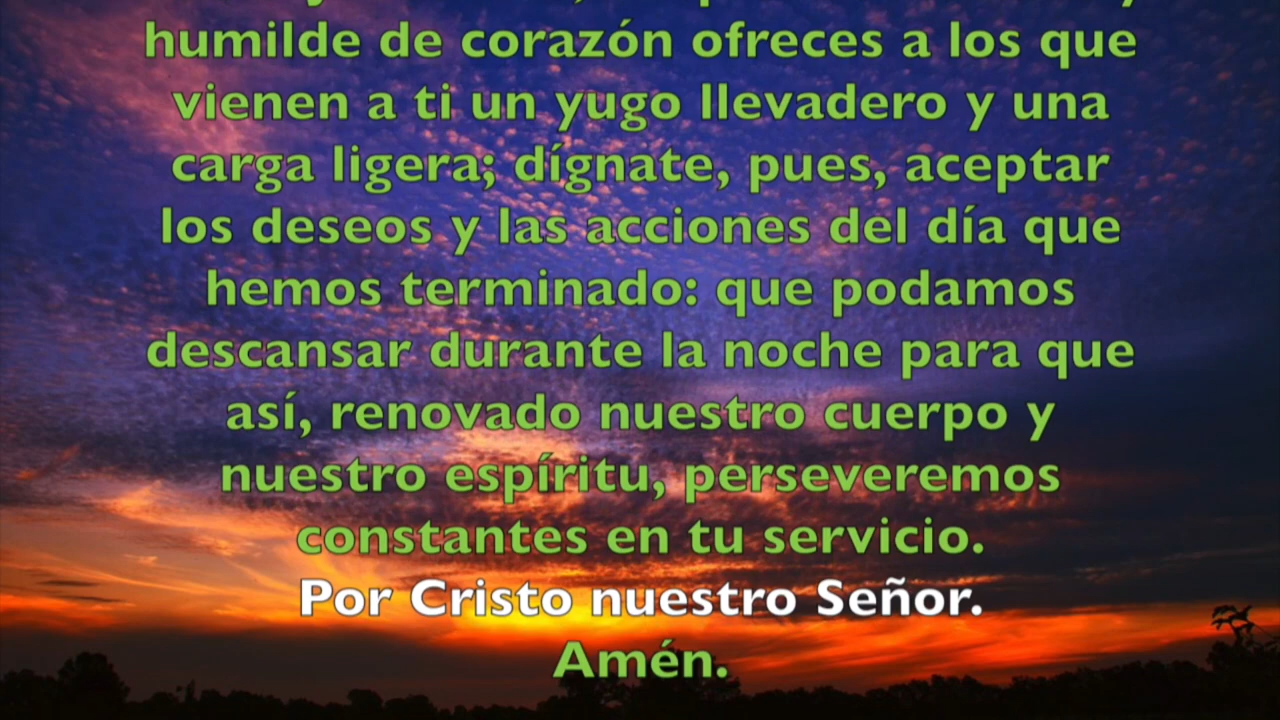 humilde de corazón ofreces a los que
vienen a ti un yugo llevadero y una
carga ligera; dígnate, pues, aceptar
los deseos y las acciones del día que
hemos terminado: que podamos
descansar durante la noche para que
así, renovado nuestro cuerpo y
nuestro espíritu, perseveremos
constantes en tu servicio.
Por Cristo nuestro Señor.
Amén.